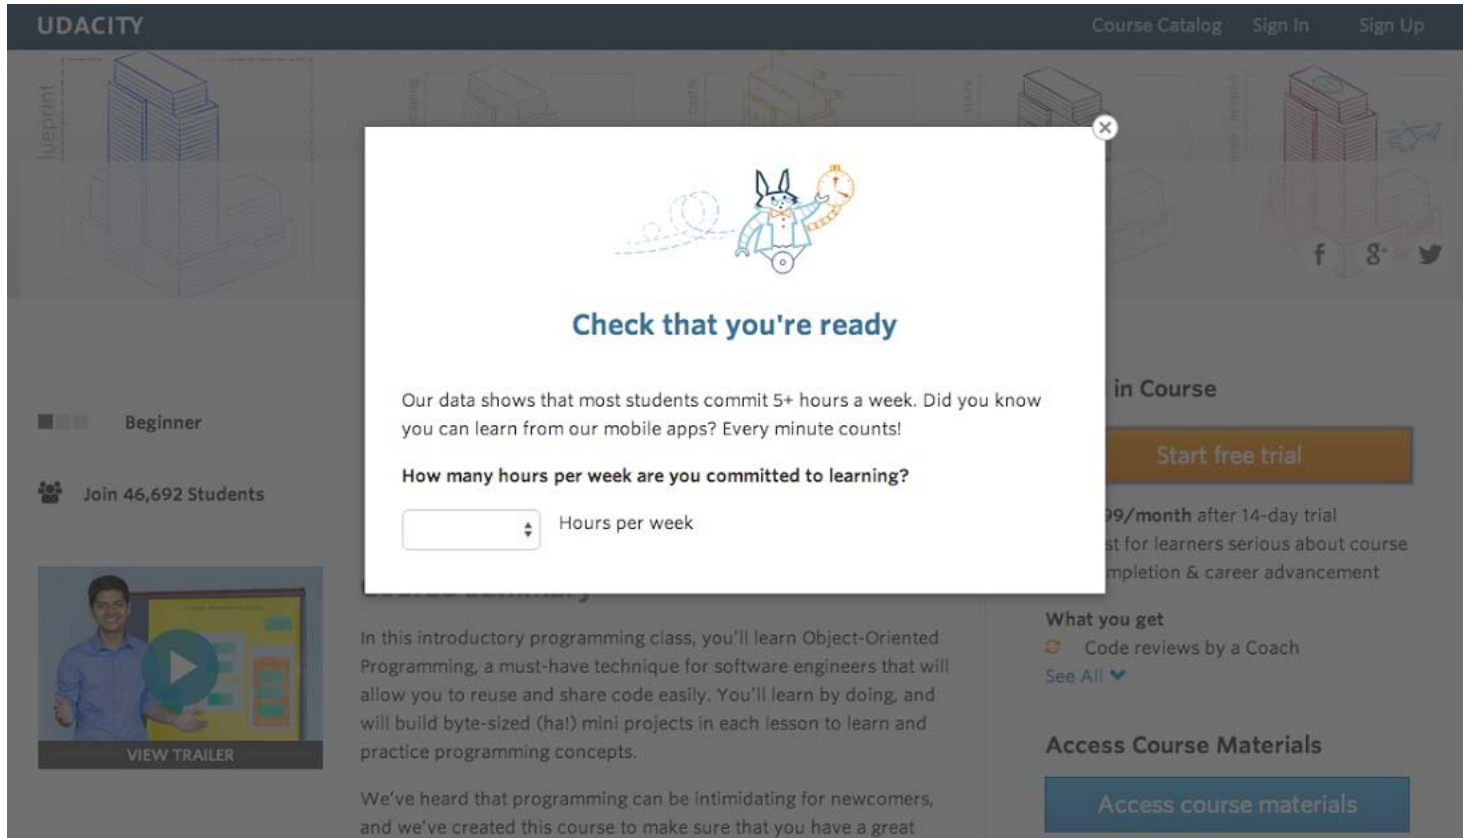 UDACITY
Course Catalog
Sign In
Sign Up
Check that you're ready
Our data shows that most students commit 5+ hours a week. Did you know
you can learn from our mobile apps? Every minute counts!
How many hours per week are you committed to learning?
Hours per week
Beginner
Join 46,692 Students
VIEW TRAILER
In this introductory programming class, you'll learn Object-Oriented
Programming, a must-have technique for software engineers that will
allow you to reuse and share code easily. You'll learn by doing, and
will build byte-sized (ha!) mini projects in each lesson to learn and
practice programming concepts.
We've heard that programming can be intimidating for newcomers,
and we've created this course to make sure that you have a great
in Course
Start free trial
99/month after 14-day trial
for learners serious about course
& career advancement
What you get
Code reviews by a Coach
See All
Access Course Materials
Access course materials